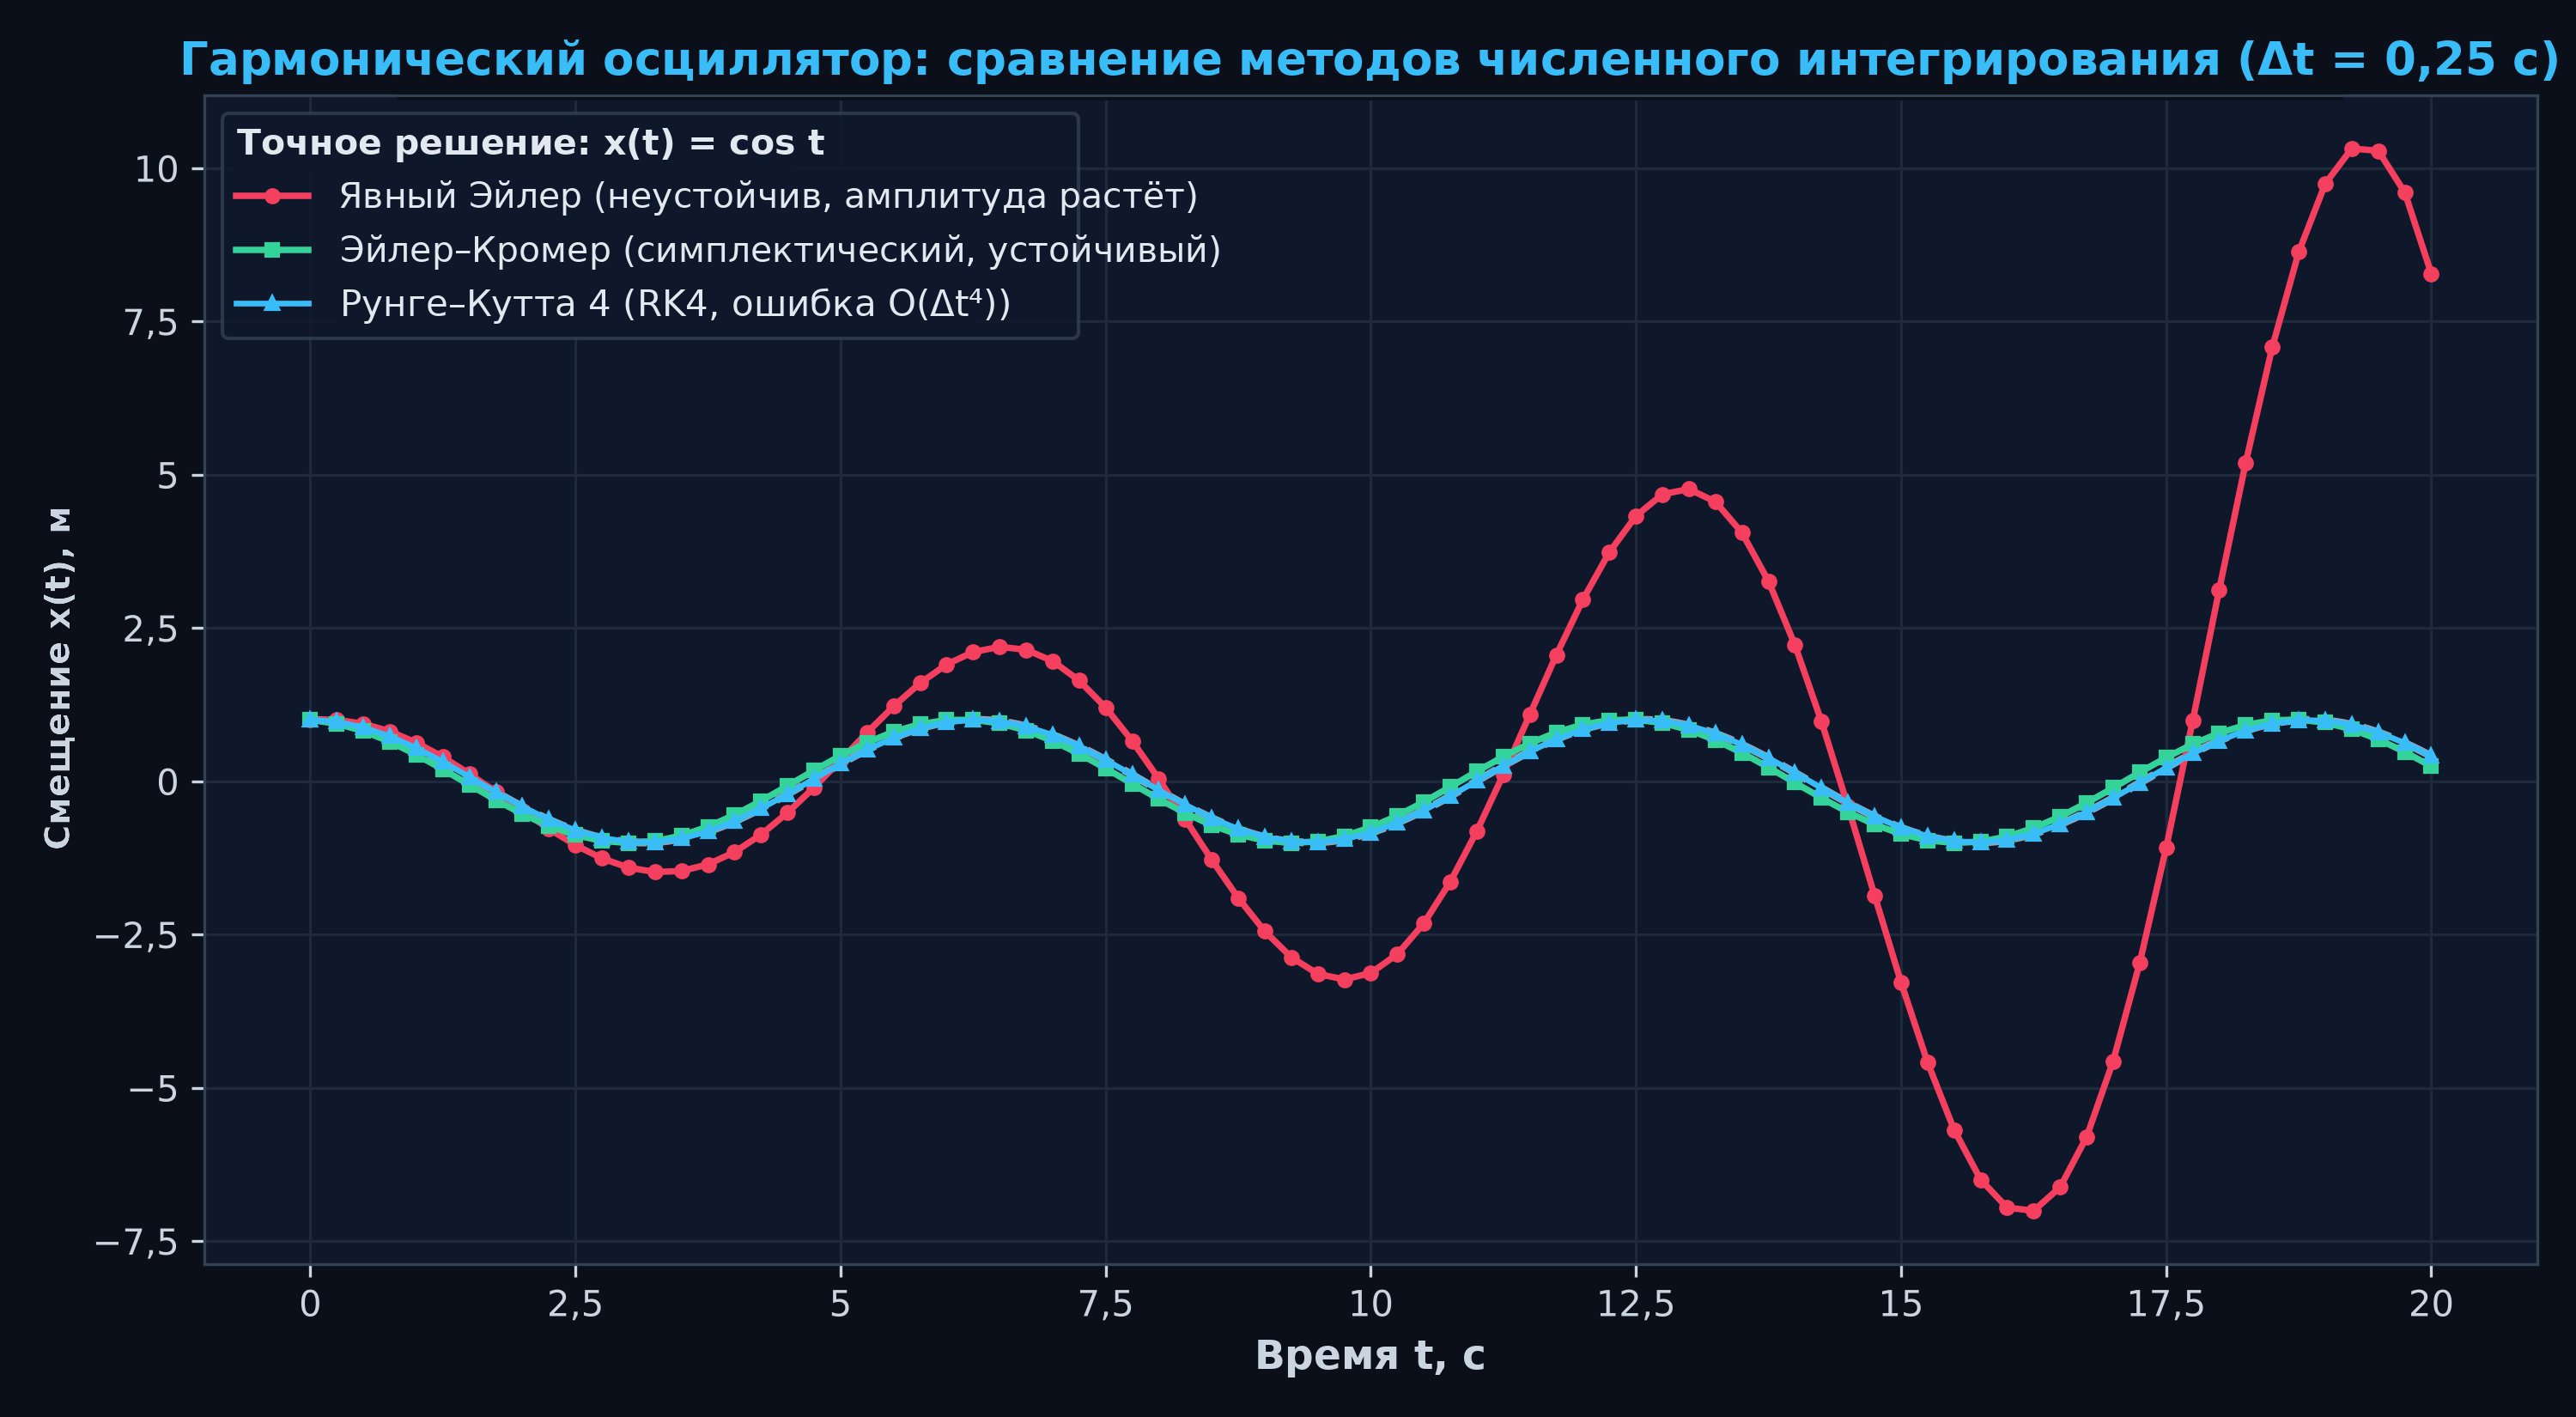 Гармонический осциллятор: сравнение методов численного интегрирования (Δt = 0,25 с)
Точное решение: x(t) = cos t
Явный Эйлер (неустойчив, амплитуда растёт)
Эйлер–Кромер (симплектический, устойчивый)
Рунге–Кутта 4 (RK4, ошибка O(Δt⁴))
Смещение x(t), м
10
7,5
5
2,5
0
−2,5
−5
−7,5
0 2,5 5 7,5 10 12,5 15 17,5 20
Время t, с